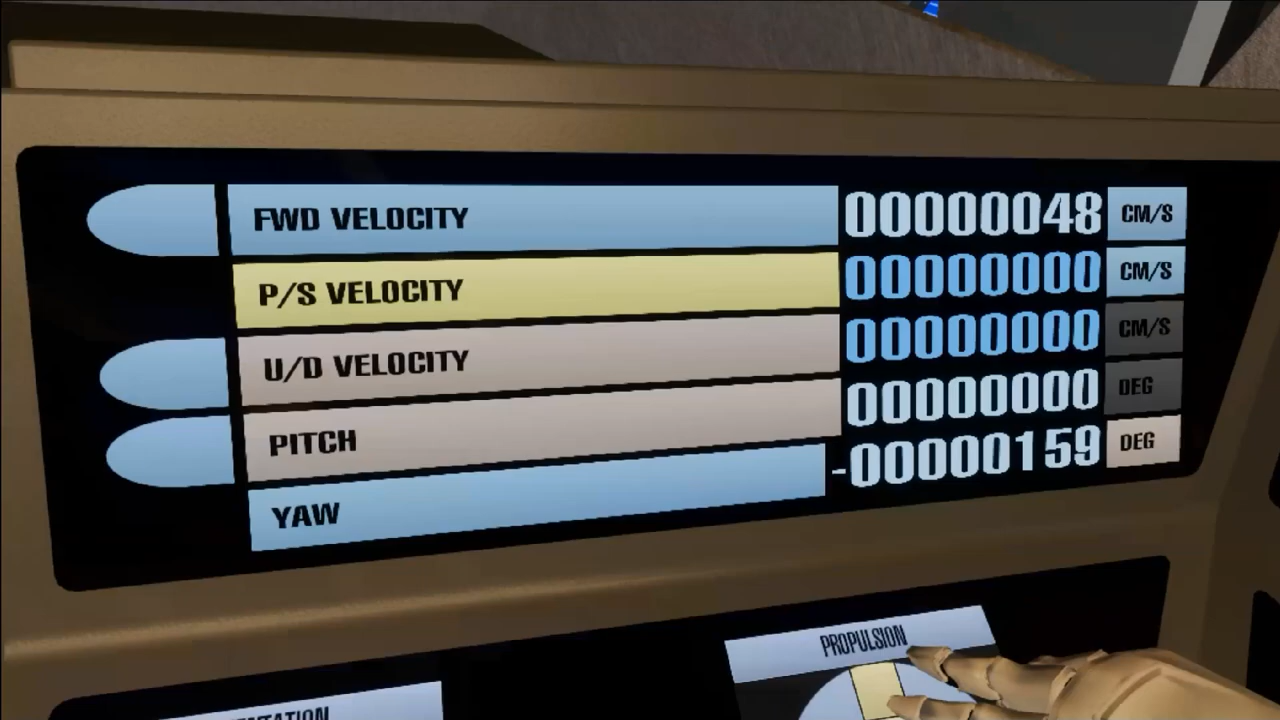 FWD VELOCITY 00000048 CM/S
P/S VELOCITY 00000000 CM/S
U/D VELOCITY 00000000 CM/S
PITCH 00000000 DEG
YAW -00000159 DEG
PROPULSION